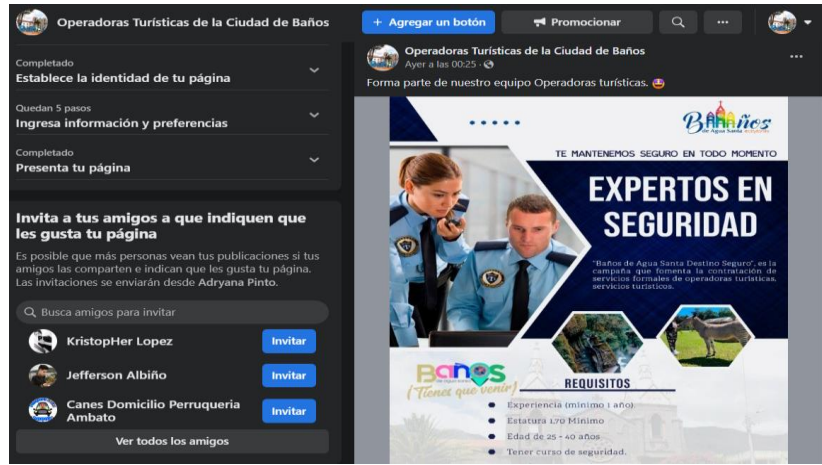 Operadoras Turísticas de la Ciudad de Baños
+ Agregar un botón
Promocionar
Completado
Establece la identidad de tu página
Quedan 5 pasos
Ingresa información y preferencias
Completado
Presenta tu página
Invita a tus amigos a que indiquen que
les gusta tu página
Es posible que más personas vean tus publicaciones si tus
amigos las comparten e indican que les gusta tu página.
Las invitaciones se enviarán desde Adryana Pinto.
Busca amigos para invitar
KristopHer Lopez
Invitar
Jefferson Albiño
Invitar
Canes Domicilio Perruqueria
Ambato
Invitar
Ver todos los amigos
Operadoras Turísticas de la Ciudad de Baños
Ayer a las 00:25 ·
Forma parte de nuestro equipo Operadoras turísticas.
BAÑOS
de Agua Santa
TE MANTENEMOS SEGURO EN TODO MOMENTO
EXPERTOS EN
SEGURIDAD
"Baños de Agua Santa Destino Seguro", es la
campaña que fomenta la contratación de
servicios formales de operadoras turísticas,
servicios turísticos.
Baños
(Tienes que venir)
REQUISITOS
Experiencia (mínimo 1 año).
Estatura 1.70 Mínimo
Edad de 25 - 40 años
Tener curso de seguridad.